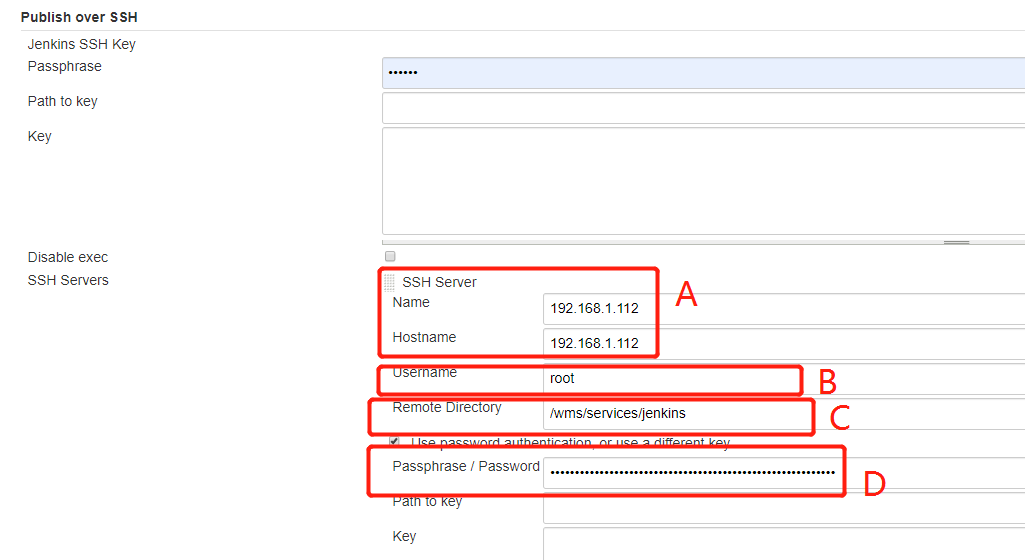 Publish over SSH
Jenkins SSH Key
Passphrase
••••••
Path to key
Key
Disable exec
SSH Servers
SSH Server
Name
192.168.1.112
A
Hostname
192.168.1.112
Username
root
B
Remote Directory
/wms/services/jenkins
C
Use password authentication, or use a different key
Passphrase / Password
D
Path to key
Key